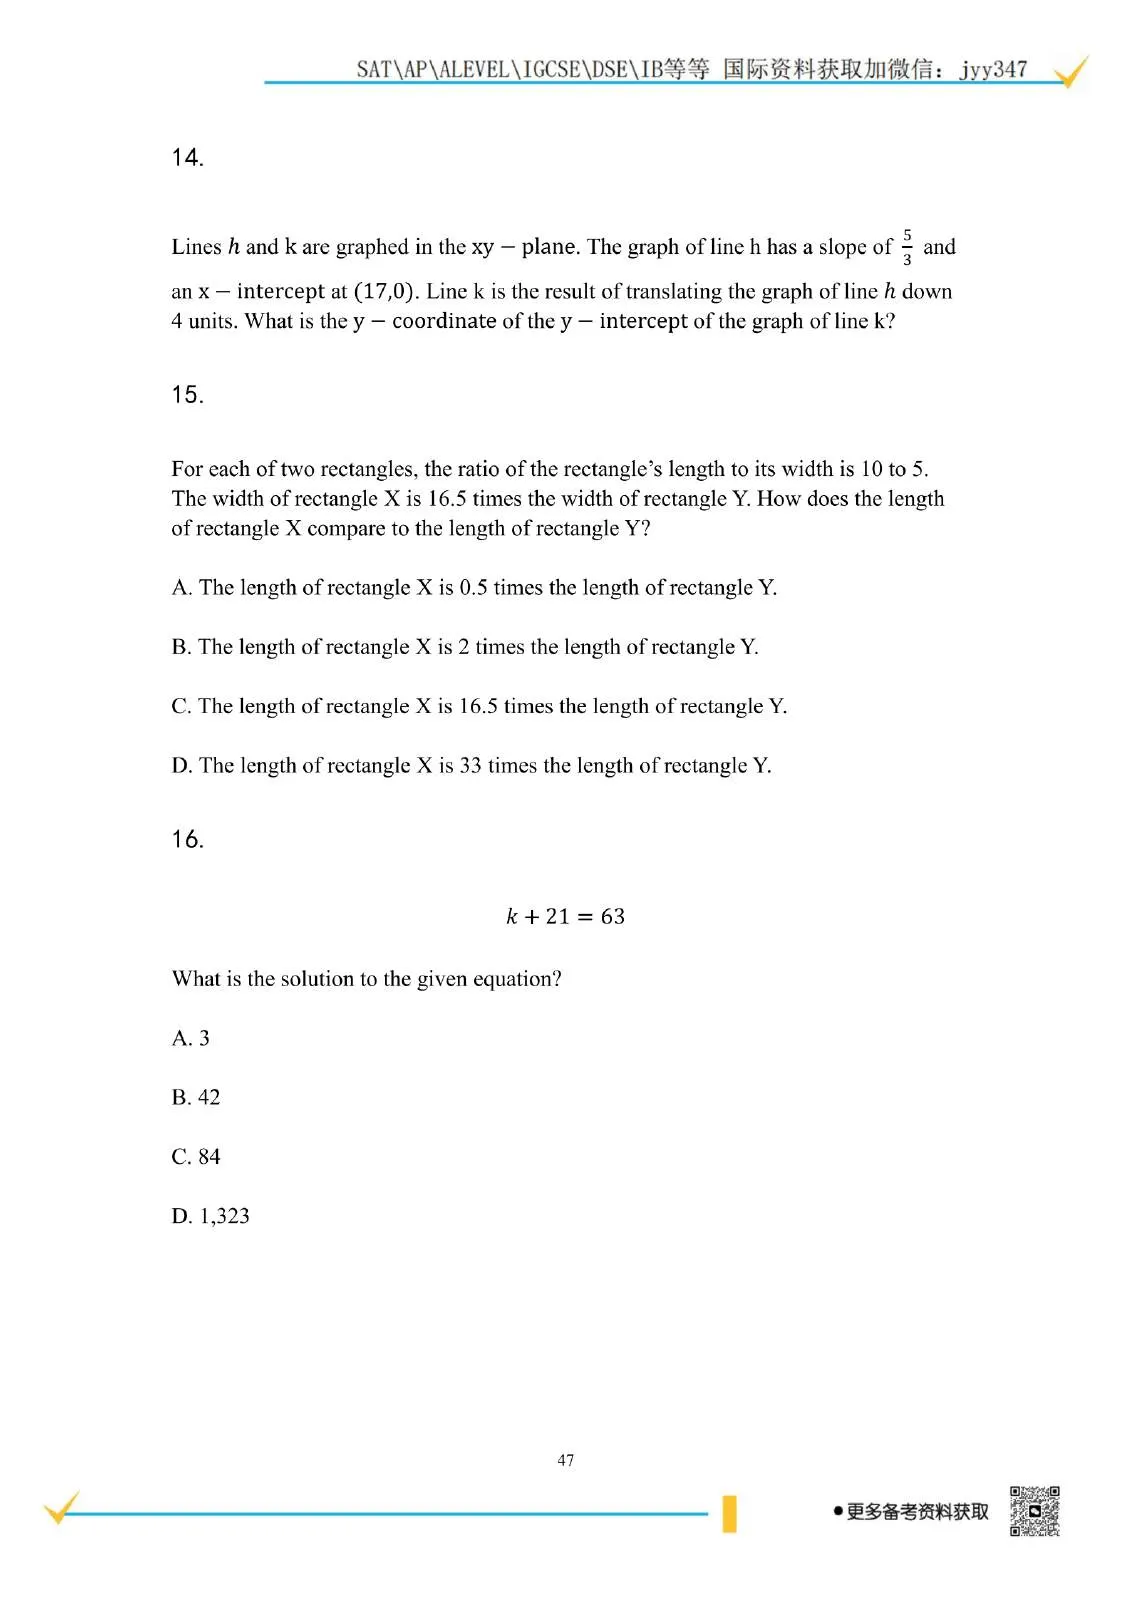 SAT\AP\ALEVEL\IGCSE\DSE\IB等等 国际资料获取加微信：jyy347
14.
Lines h and k are graphed in the xy − plane. The graph of line h has a slope of 5/3 and
an x − intercept at (17,0). Line k is the result of translating the graph of line h down
4 units. What is the y − coordinate of the y − intercept of the graph of line k?
15.
For each of two rectangles, the ratio of the rectangle’s length to its width is 10 to 5.
The width of rectangle X is 16.5 times the width of rectangle Y. How does the length
of rectangle X compare to the length of rectangle Y?
A. The length of rectangle X is 0.5 times the length of rectangle Y.
B. The length of rectangle X is 2 times the length of rectangle Y.
C. The length of rectangle X is 16.5 times the length of rectangle Y.
D. The length of rectangle X is 33 times the length of rectangle Y.
16.
k + 21 = 63
What is the solution to the given equation?
A. 3
B. 42
C. 84
D. 1,323
47
●更多备考资料获取